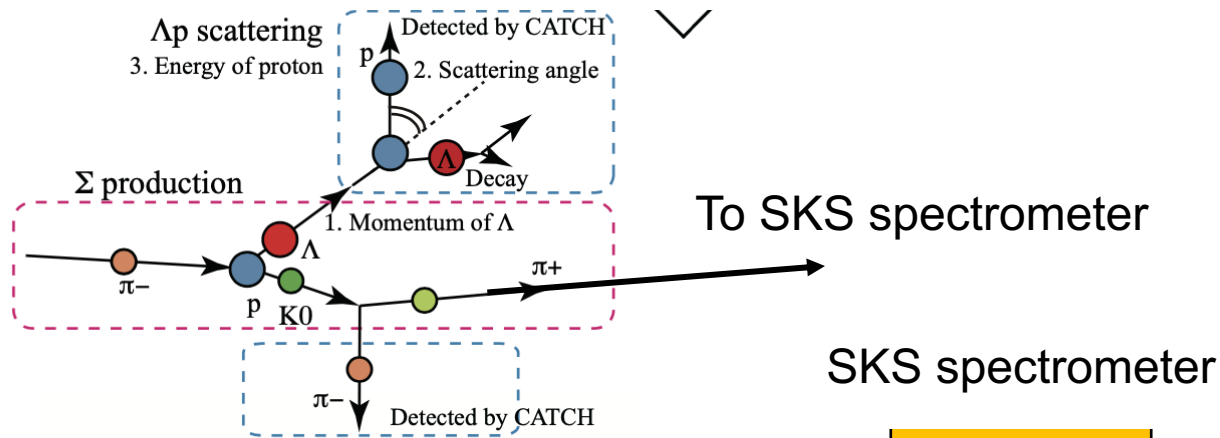 Λp scattering
3. Energy of proton
Detected by CATCH
p
2. Scattering angle
Λ
Decay
Σ production
1. Momentum of Λ
Λ
π-
p
K0
π+
To SKS spectrometer
π-
Detected by CATCH
SKS spectrometer